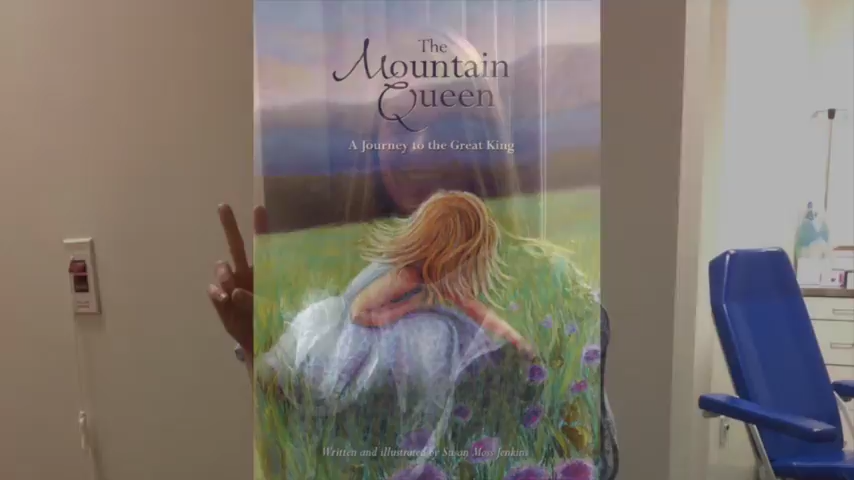 The
Mountain
Queen
A Journey to the Great King
Written and illustrated by Susan Moss Jenkins